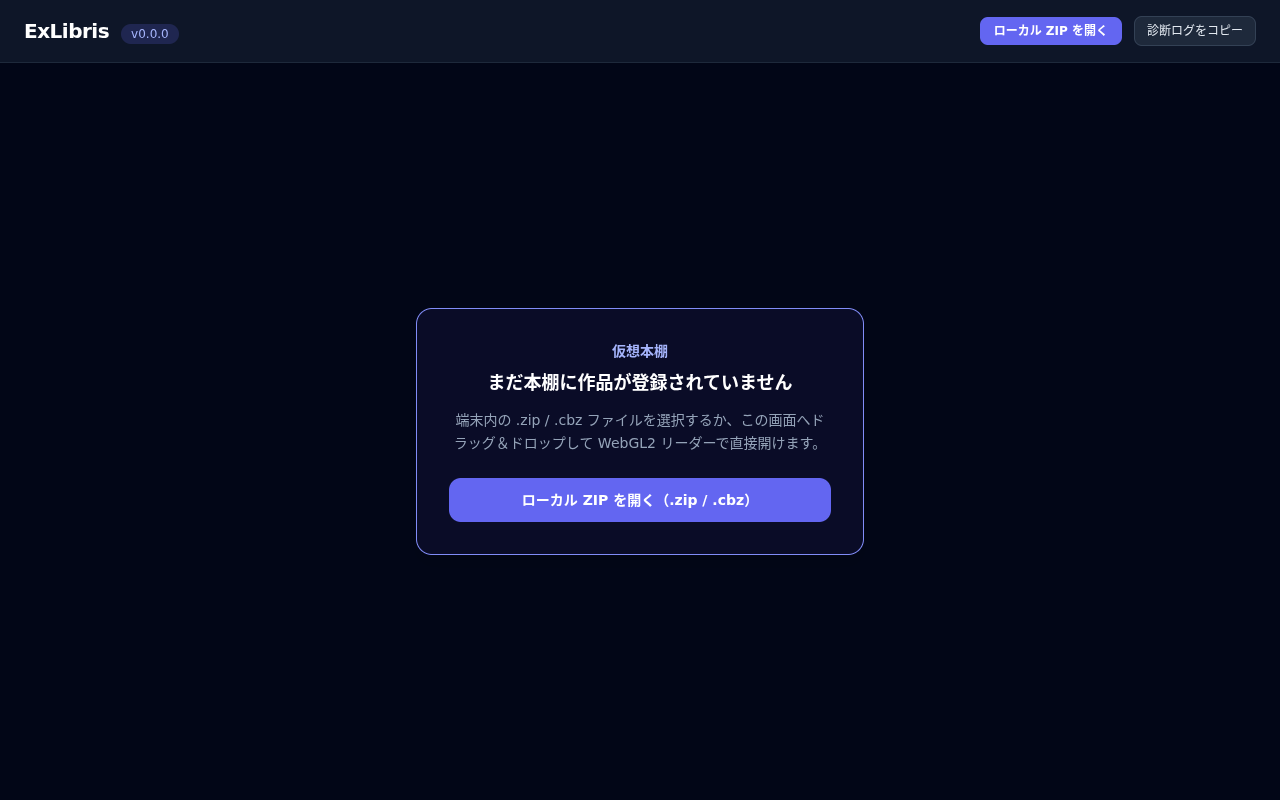 ExLibris
v0.0.0
ローカル ZIP を開く
診断ログをコピー
仮想本棚
まだ本棚に作品が登録されていません
端末内の .zip / .cbz ファイルを選択するか、この画面へド
ラッグ＆ドロップして WebGL2 リーダーで直接開けます。
ローカル ZIP を開く（.zip / .cbz）